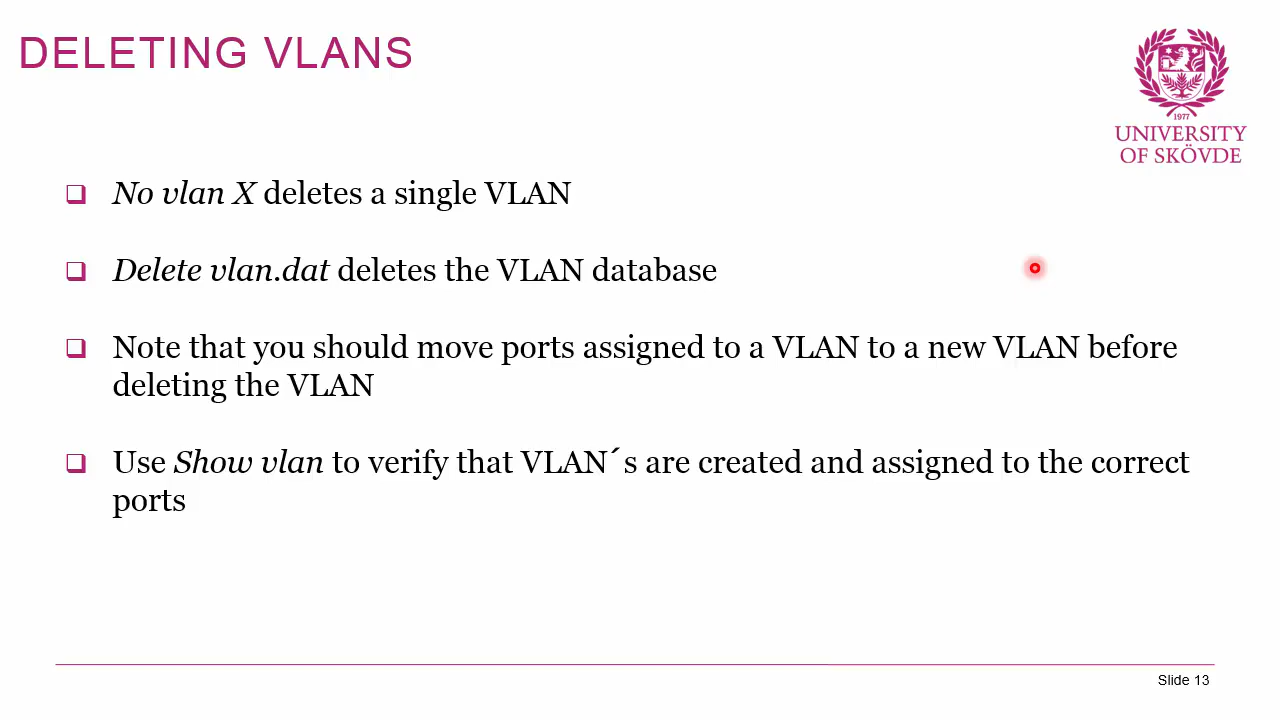 DELETING VLANS
1977
UNIVERSITY
OF SKÖVDE
No vlan X deletes a single VLAN
Delete vlan.dat deletes the VLAN database
Note that you should move ports assigned to a VLAN to a new VLAN before
deleting the VLAN
Use Show vlan to verify that VLAN´s are created and assigned to the correct
ports
Slide 13